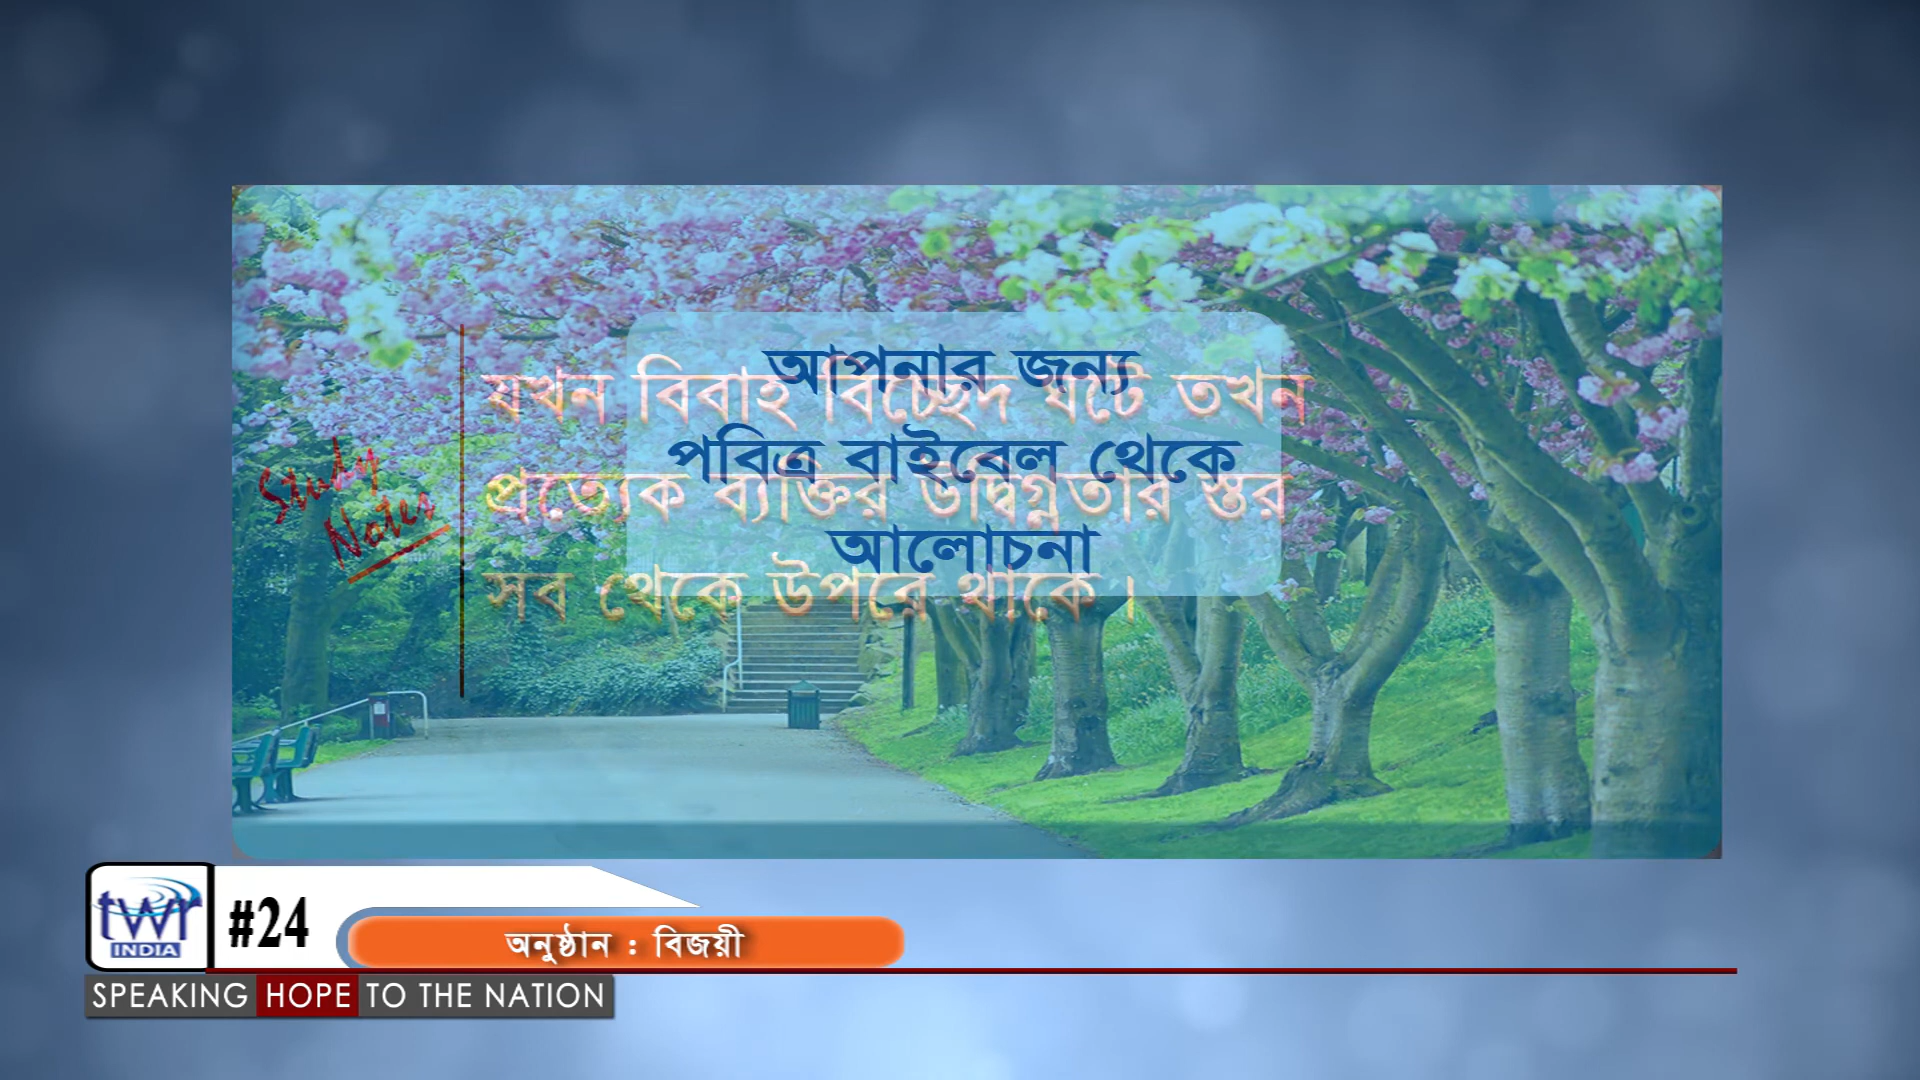 আপনার জন্য
পবিত্র বাইবেল থেকে
আলোচনা
যখন বিবাহ বিচ্ছেদ ঘটে তখন
প্রত্যেক ব্যক্তির উদ্বিগ্নতার স্তর
সব থেকে উপরে থাকে ।
Study
Notes
twr
INDIA
#24
অনুষ্ঠান : বিজয়ী
SPEAKING HOPE TO THE NATION